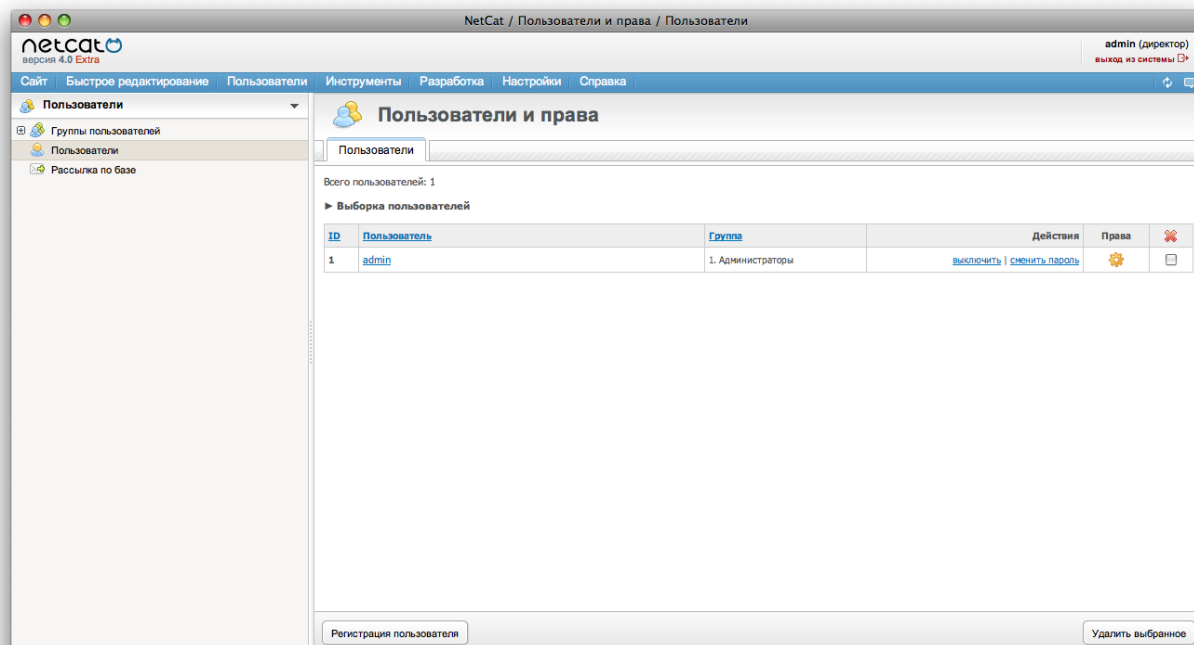 NetCat / Пользователи и права / Пользователи
netcat
версия 4.0 Extra
admin (директор)
выход из системы
Сайт Быстрое редактирование Пользователи Инструменты Разработка Настройки Справка
Пользователи
Группы пользователей
Пользователи
Рассылка по базе
Пользователи и права
Пользователи
Всего пользователей: 1
Выборка пользователей
ID Пользователь Группа Действия Права
1 admin 1. Администраторы выключить | сменить пароль
Регистрация пользователя Удалить выбранное